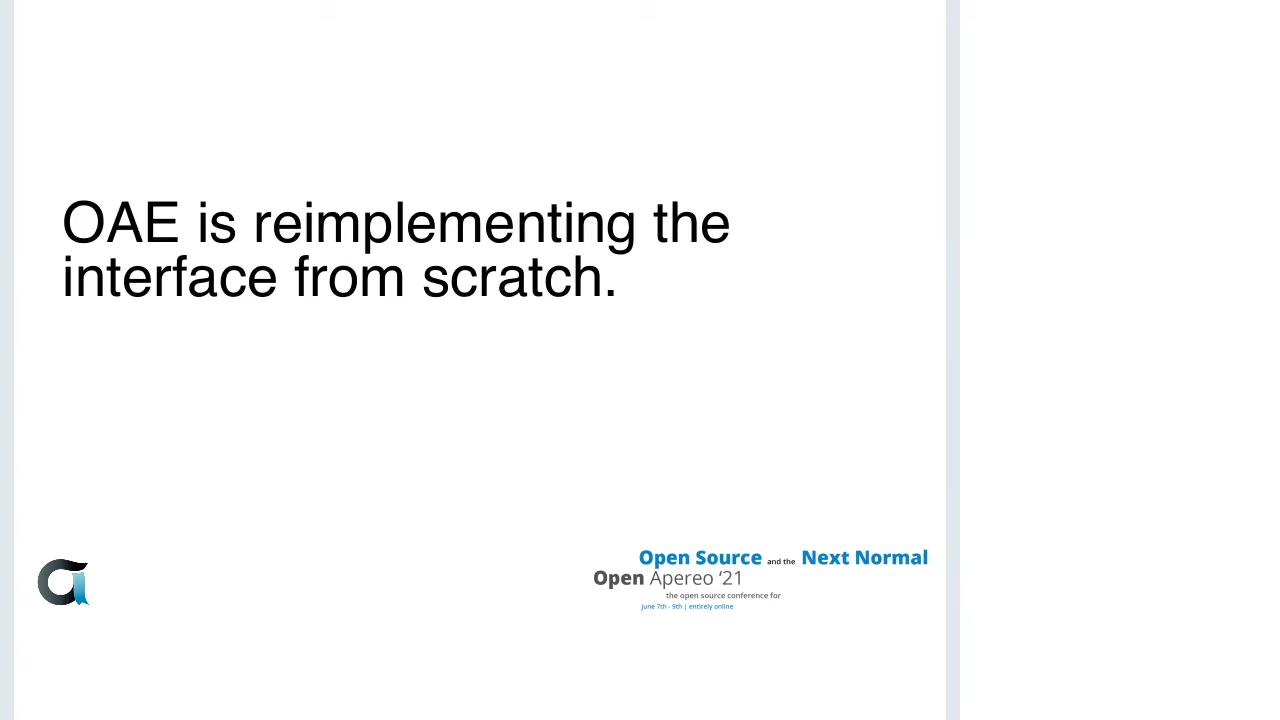 OAE is reimplementing the
interface from scratch.
Open Source and the Next Normal
Open Apereo ‘21
the open source conference for
June 7th - 9th | entirely online